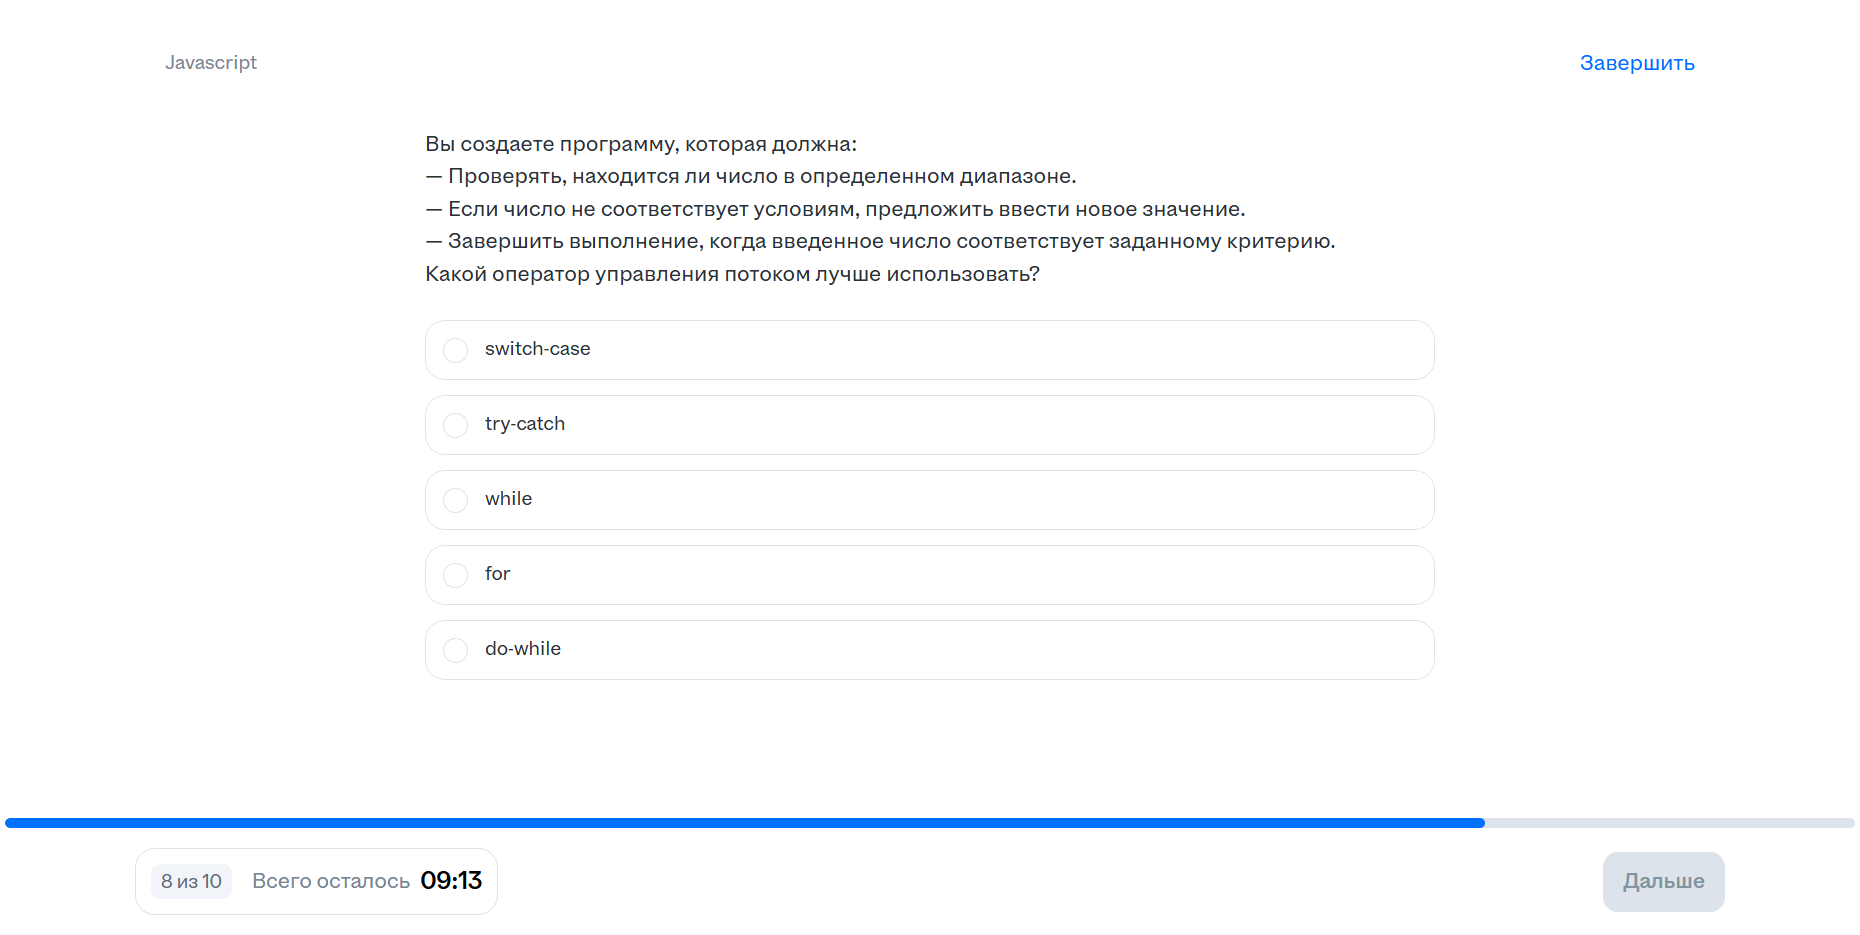 Javascript
Завершить
Вы создаете программу, которая должна:
— Проверять, находится ли число в определенном диапазоне.
— Если число не соответствует условиям, предложить ввести новое значение.
— Завершить выполнение, когда введенное число соответствует заданному критерию.
Какой оператор управления потоком лучше использовать?
switch-case
try-catch
while
for
do-while
8 из 10
Всего осталось 09:13
Дальше